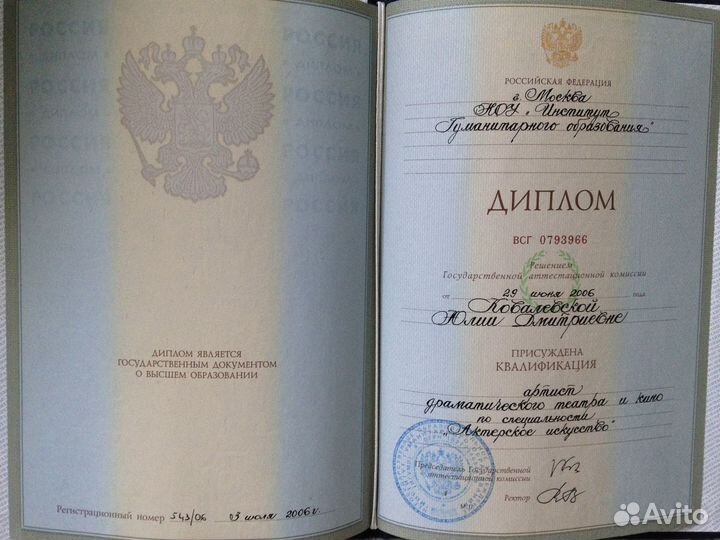 ДИПЛОМ ЯВЛЯЕТСЯ
ГОСУДАРСТВЕННЫМ ДОКУМЕНТОМ
О ВЫСШЕМ ОБРАЗОВАНИИ
Регистрационный номер 543/06 03 июля 2006 г.
РОССИЙСКАЯ ФЕДЕРАЦИЯ
г. Москва
НОУ „Институт
Гуманитарного образования"
ДИПЛОМ
ВСГ 0793966
Решением
Государственной аттестационной комиссии
от 29 июня 2006 года
Ковалевской
Юлии Дмитриевне
ПРИСУЖДЕНА
КВАЛИФИКАЦИЯ
артист
драматического театра и кино
по специальности
„Актерское искусство"
Председатель Государственной
аттестационной комиссии
Ректор
М.П.
Avito